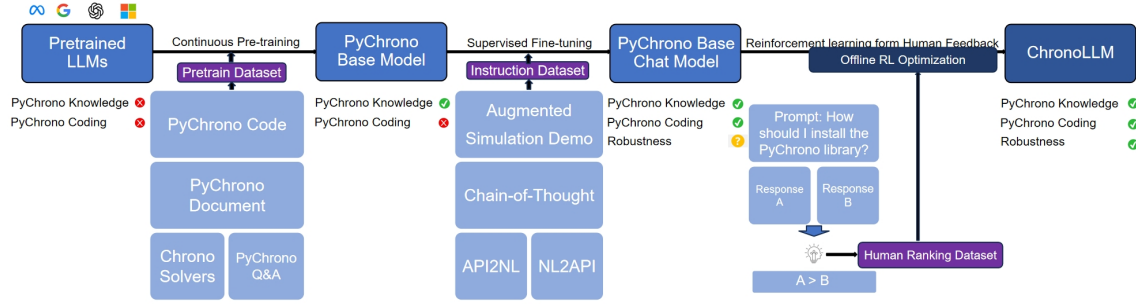 Pretrained
LLMs
Continuous Pre-training
Pretrain Dataset
PyChrono
Base Model
Supervised Fine-tuning
Instruction Dataset
PyChrono Base
Chat Model
Reinforcement learning form Human Feedback
Offline RL Optimization
ChronoLLM
PyChrono Knowledge
PyChrono Coding
PyChrono Code
PyChrono
Document
Chrono
Solvers
PyChrono
Q&A
PyChrono Knowledge
PyChrono Coding
Augmented
Simulation Demo
Chain-of-Thought
API2NL
NL2API
PyChrono Knowledge
PyChrono Coding
Robustness
?
Prompt: How
should I install the
PyChrono library?
Response
A
Response
B
Human Ranking Dataset
A > B
PyChrono Knowledge
PyChrono Coding
Robustness